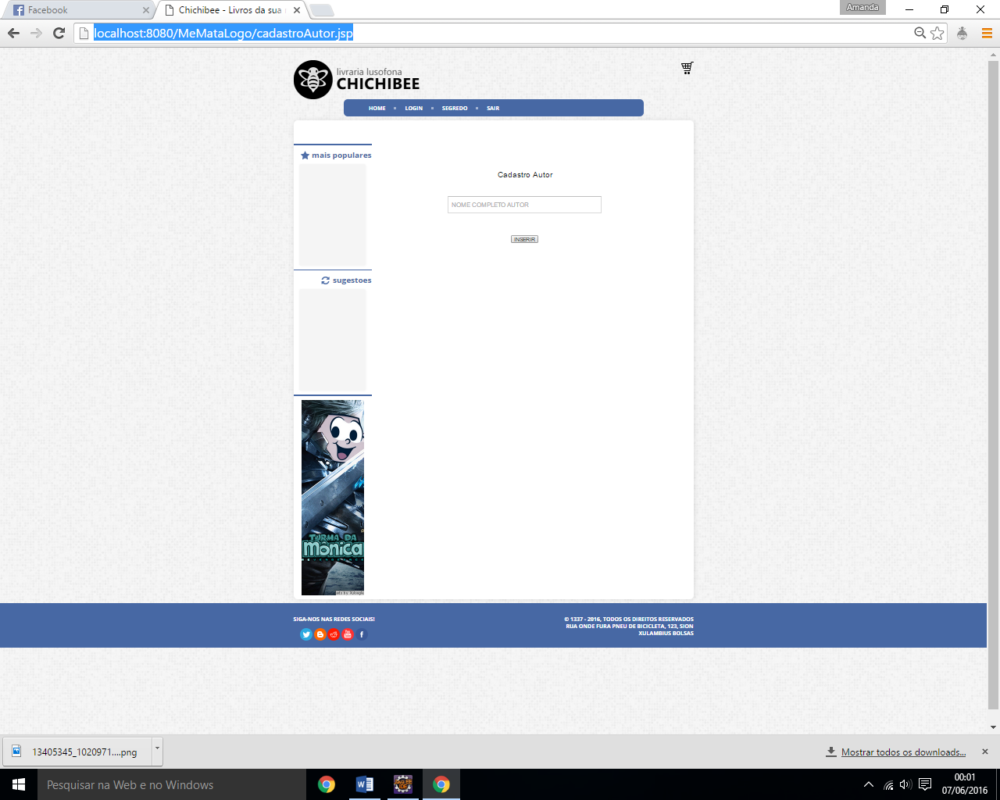 Facebook
Chichibee - Livros da sua
Amanda
localhost:8080/MeMataLogo/cadastroAutor.jsp
livraria lusofona
CHICHIBEE
HOME LOGIN SEGREDO SAIR
mais populares
Cadastro Autor
NOME COMPLETO AUTOR
INSERIR
sugestoes
TURMA DA
MÔNICA
REVENGEANCE
SIGA-NOS NAS REDES SOCIAIS!
© 1337 - 2016, TODOS OS DIREITOS RESERVADOS
RUA ONDE FURA PNEU DE BICICLETA, 123, SION
XULAMBIUS BOLSAS
13405345_1020971....png
Mostrar todos os downloads...
Pesquisar na Web e no Windows
00:01
07/06/2016